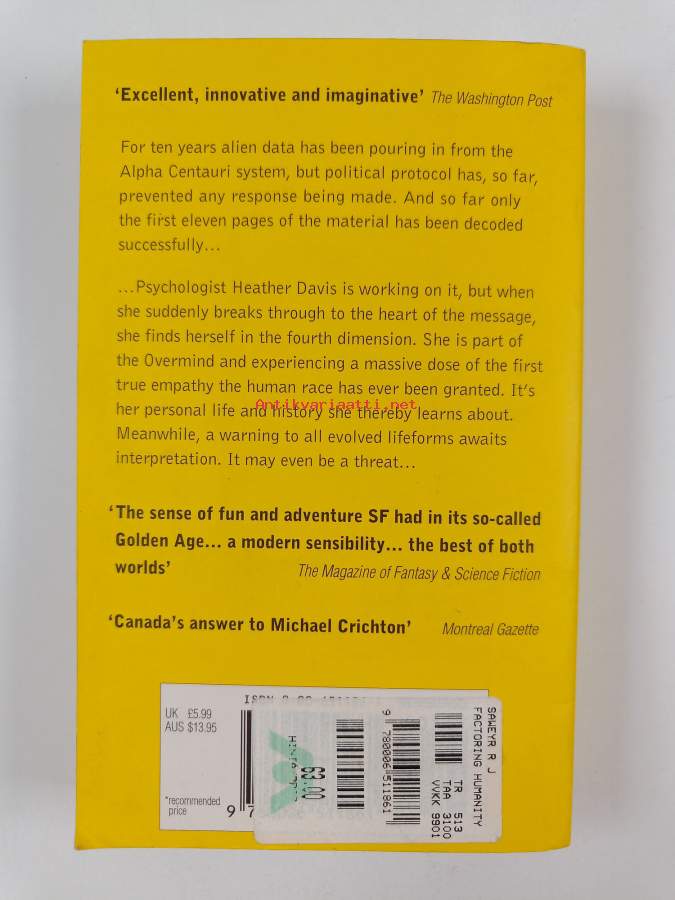 ‘Excellent, innovative and imaginative’ The Washington Post
For ten years alien data has been pouring in from the
Alpha Centauri system, but political protocol has, so far,
prevented any response being made. And so far only
the first eleven pages of the material has been decoded
successfully...
...Psychologist Heather Davis is working on it, but when
she suddenly breaks through to the heart of the message,
she finds herself in the fourth dimension. She is part of
the Overmind and experiencing a massive dose of the first
true empathy the human race has ever been granted. It’s
her personal life and history she thereby learns about.
Antikvariaatti.net
Meanwhile, a warning to all evolved lifeforms awaits
interpretation. It may even be a threat...
‘The sense of fun and adventure SF had in its so-called
Golden Age... a modern sensibility... the best of both
worlds’ The Magazine of Fantasy & Science Fiction
‘Canada’s answer to Michael Crichton’ Montreal Gazette
ISBN
UK £5.99
AUS $13.95
*recommended
price
9 7
SAWEYR R J
FACTORING HUMANITY
TR 513
TAA 3100
VVKK 9901
9 780006 511861